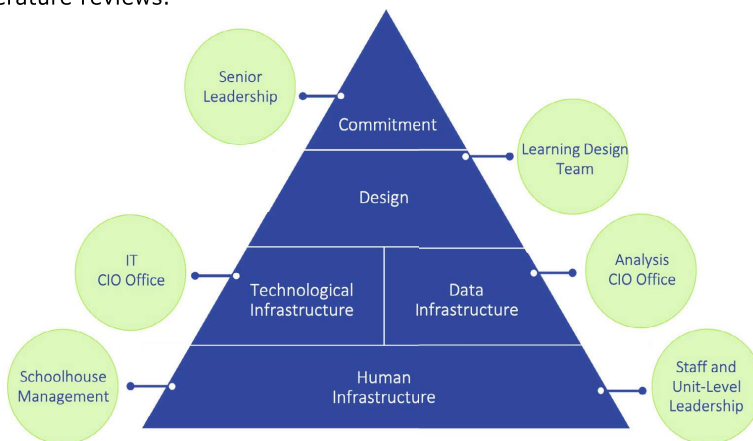 erature reviews.
Senior
Leadership
Commitment
Learning Design
Team
Design
IT
CIO Office
Technological
Infrastructure
Data
Infrastructure
Analysis
CIO Office
Schoolhouse
Management
Human
Infrastructure
Staff and
Unit-Level
Leadership